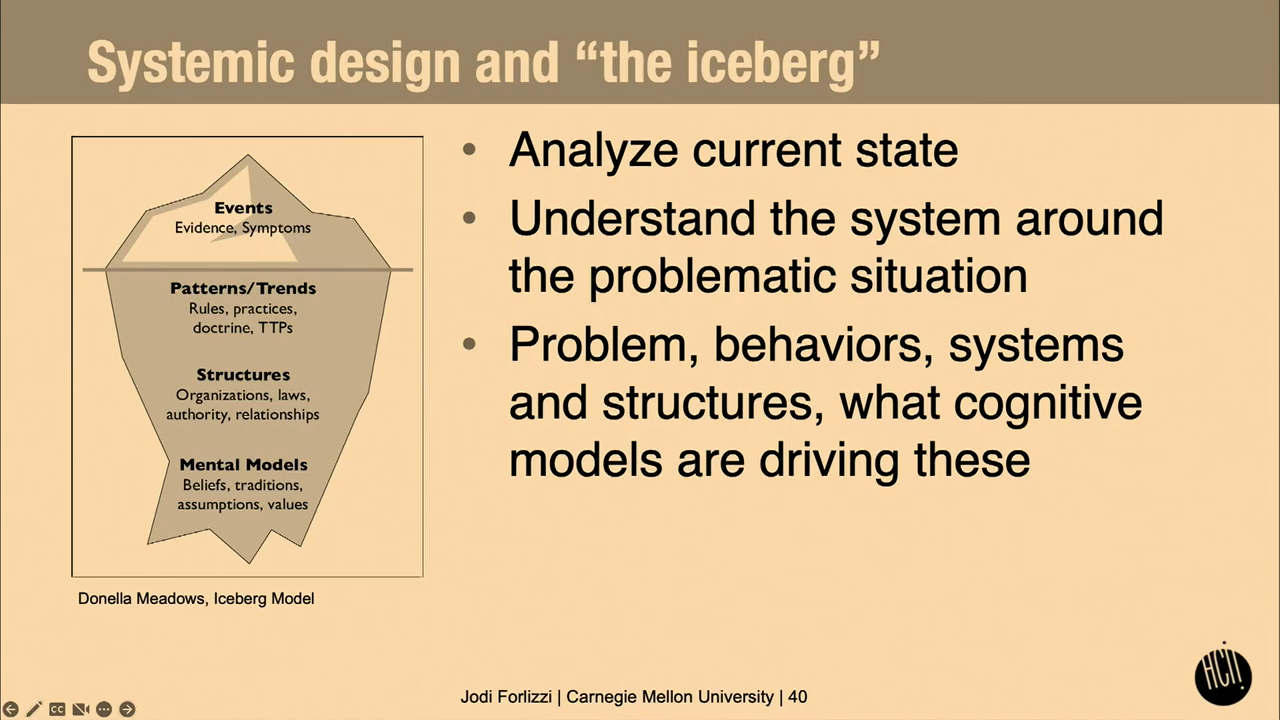 Systemic design and “the iceberg”
Events
Evidence, Symptoms
Patterns/Trends
Rules, practices,
doctrine, TTPs
Structures
Organizations, laws,
authority, relationships
Mental Models
Beliefs, traditions,
assumptions, values
Donella Meadows, Iceberg Model
• Analyze current state
• Understand the system around
the problematic situation
• Problem, behaviors, systems
and structures, what cognitive
models are driving these
Jodi Forlizzi | Carnegie Mellon University | 40
HCII
CC